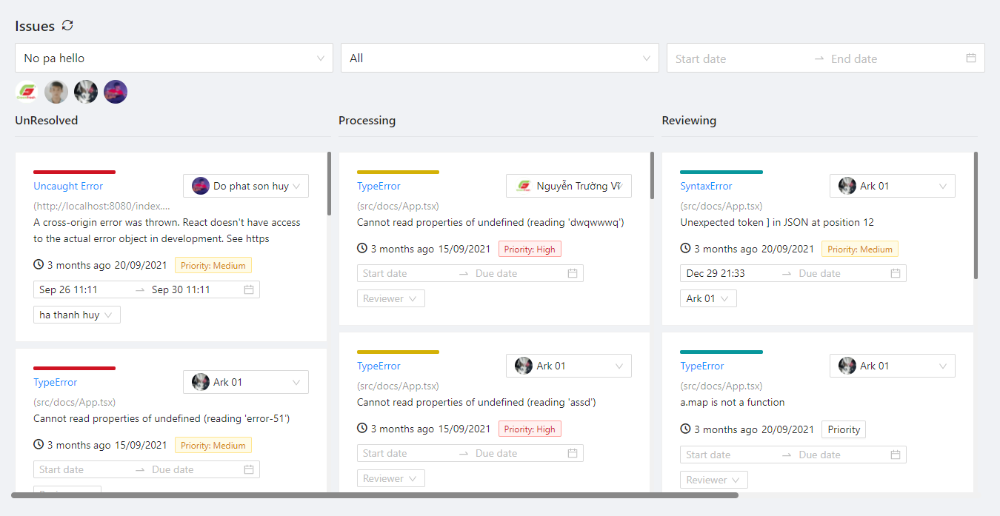 Issues
No pa hello
All
Start date
End date
UnResolved
Uncaught Error
Do phat son huy
(http://localhost:8080/index....
A cross-origin error was thrown. React doesn't have access
to the actual error object in development. See https
3 months ago 20/09/2021 Priority: Medium
Sep 26 11:11
Sep 30 11:11
ha thanh huy
TypeError
Ark 01
(src/docs/App.tsx)
Cannot read properties of undefined (reading 'error-51')
3 months ago 15/09/2021 Priority: Medium
Start date
Due date
Processing
TypeError
Nguyễn Trường Vĩ
(src/docs/App.tsx)
Cannot read properties of undefined (reading 'dwqwwwq')
3 months ago 15/09/2021 Priority: High
Start date
Due date
Reviewer
TypeError
Ark 01
(src/docs/App.tsx)
Cannot read properties of undefined (reading 'assd')
3 months ago 15/09/2021 Priority: High
Start date
Due date
Reviewer
Reviewing
SyntaxError
Ark 01
(src/docs/App.tsx)
Unexpected token ] in JSON at position 12
3 months ago 20/09/2021 Priority: Medium
Dec 29 21:33
Due date
Ark 01
TypeError
Ark 01
(src/docs/App.tsx)
a.map is not a function
3 months ago 20/09/2021 Priority
Start date
Due date
Reviewer